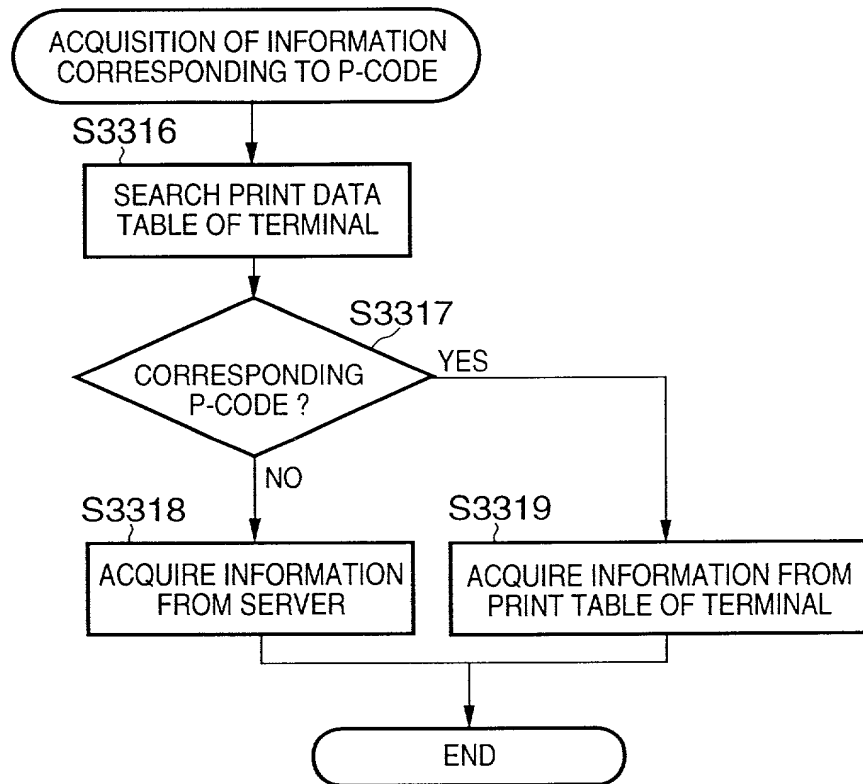 ACQUISITION OF INFORMATION
CORRESPONDING TO P-CODE
S3316
SEARCH PRINT DATA
TABLE OF TERMINAL
S3317
CORRESPONDING
P-CODE ?
YES
NO
S3318
ACQUIRE INFORMATION
FROM SERVER
S3319
ACQUIRE INFORMATION FROM
PRINT TABLE OF TERMINAL
END